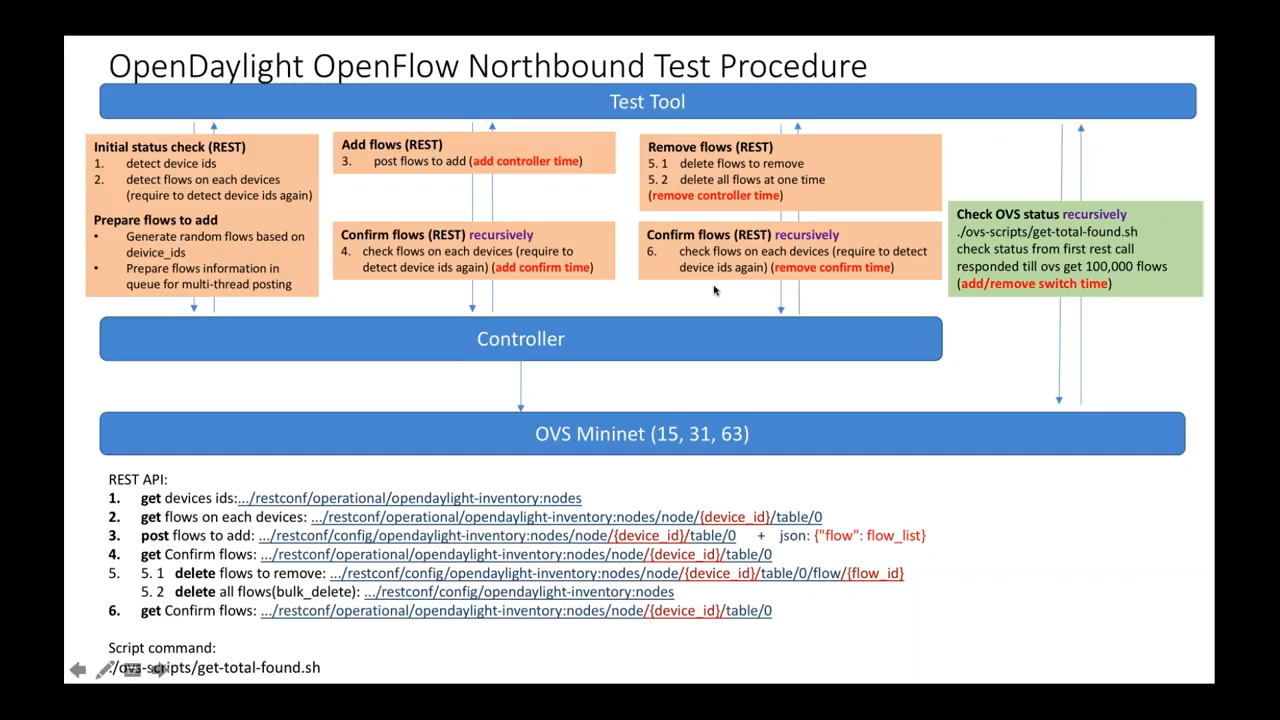 OpenDaylight OpenFlow Northbound Test Procedure
Test Tool
Initial status check (REST)
1. detect device ids
2. detect flows on each devices
(require to detect device ids again)
Prepare flows to add
• Generate random flows based on
deivice_ids
• Prepare flows information in
queue for multi-thread posting
Add flows (REST)
3. post flows to add (add controller time)
Confirm flows (REST) recursively
4. check flows on each devices (require to
detect device ids again) (add confirm time)
Remove flows (REST)
5. 1 delete flows to remove
5. 2 delete all flows at one time
(remove controller time)
Confirm flows (REST) recursively
6. check flows on each devices (require to detect
device ids again) (remove confirm time)
Check OVS status recursively
./ovs-scripts/get-total-found.sh
check status from first rest call
responded till ovs get 100,000 flows
(add/remove switch time)
Controller
OVS Mininet (15, 31, 63)
REST API:
1. get devices ids:.../restconf/operational/opendaylight-inventory:nodes
2. get flows on each devices: .../restconf/operational/opendaylight-inventory:nodes/node/{device_id}/table/0
3. post flows to add: .../restconf/config/opendaylight-inventory:nodes/node/{device_id}/table/0 + json: {"flow": flow_list}
4. get Confirm flows: .../restconf/operational/opendaylight-inventory:nodes/node/{device_id}/table/0
5. 5. 1 delete flows to remove: .../restconf/config/opendaylight-inventory:nodes/node/{device_id}/table/0/flow/{flow_id}
5. 2 delete all flows(bulk_delete): .../restconf/config/opendaylight-inventory:nodes
6. get Confirm flows: .../restconf/operational/opendaylight-inventory:nodes/node/{device_id}/table/0
Script command:
./ovs-scripts/get-total-found.sh